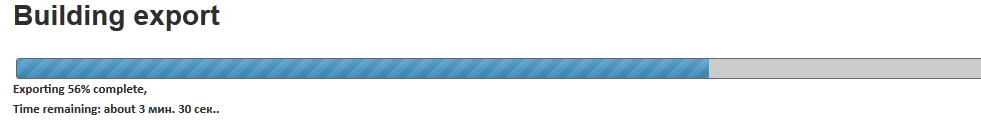 Building export
Exporting 56% complete,
Time remaining: about 3 мин. 30 сек..